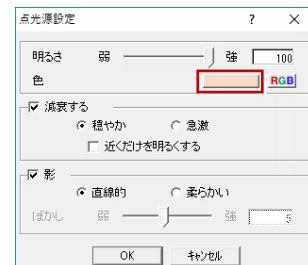 点光源設定 ? ×
明るさ 弱 強 100
色 RGB
減衰する
穏やか 急激
近くだけを明るくする
影
直線的 柔らかい
ぼかし 弱 強 5
OK キャンセル